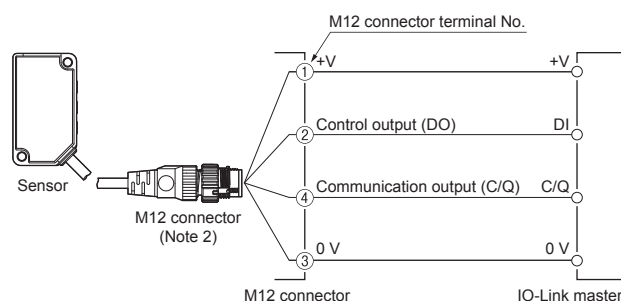 M12 connector terminal No.
1 +V +V
2 Control output (DO) DI
Sensor
4 Communication output (C/Q) C/Q
M12 connector
(Note 2)
3 0 V 0 V
M12 connector IO-Link master